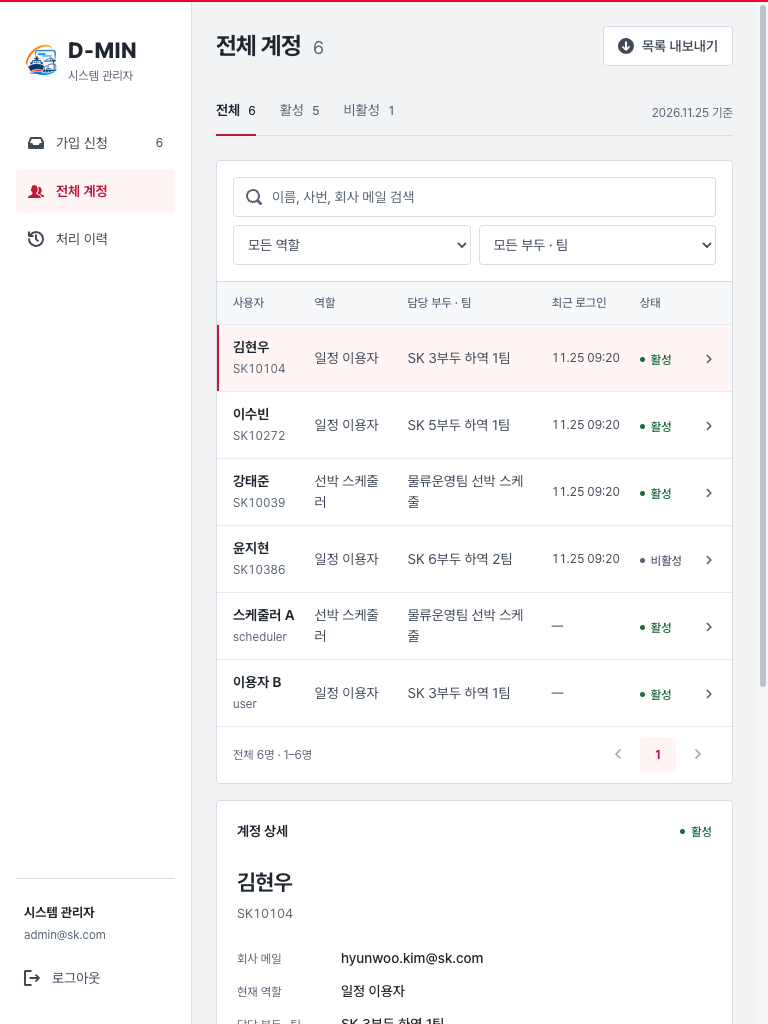 D-MIN
시스템 관리자
가입 신청 6
전체 계정
처리 이력
시스템 관리자
admin@sk.com
로그아웃
전체 계정 6
목록 내보내기
전체 6 활성 5 비활성 1
2026.11.25 기준
이름, 사번, 회사 메일 검색
모든 역할
모든 부두 · 팀
사용자 역할 담당 부두 · 팀 최근 로그인 상태
김현우
SK10104
일정 이용자
SK 3부두 하역 1팀
11.25 09:20
활성
이수빈
SK10272
일정 이용자
SK 5부두 하역 1팀
11.25 09:20
활성
강태준
SK10039
선박 스케줄
러
물류운영팀 선박 스케
줄
11.25 09:20
활성
윤지현
SK10386
일정 이용자
SK 6부두 하역 2팀
11.25 09:20
비활성
스케줄러 A
scheduler
선박 스케줄
러
물류운영팀 선박 스케
줄
—
활성
이용자 B
user
일정 이용자
SK 3부두 하역 1팀
—
활성
전체 6명 · 1–6명
1
계정 상세
활성
김현우
SK10104
회사 메일 hyunwoo.kim@sk.com
현재 역할 일정 이용자
담당 부두 · 팀 SK 3부두 하역 1팀